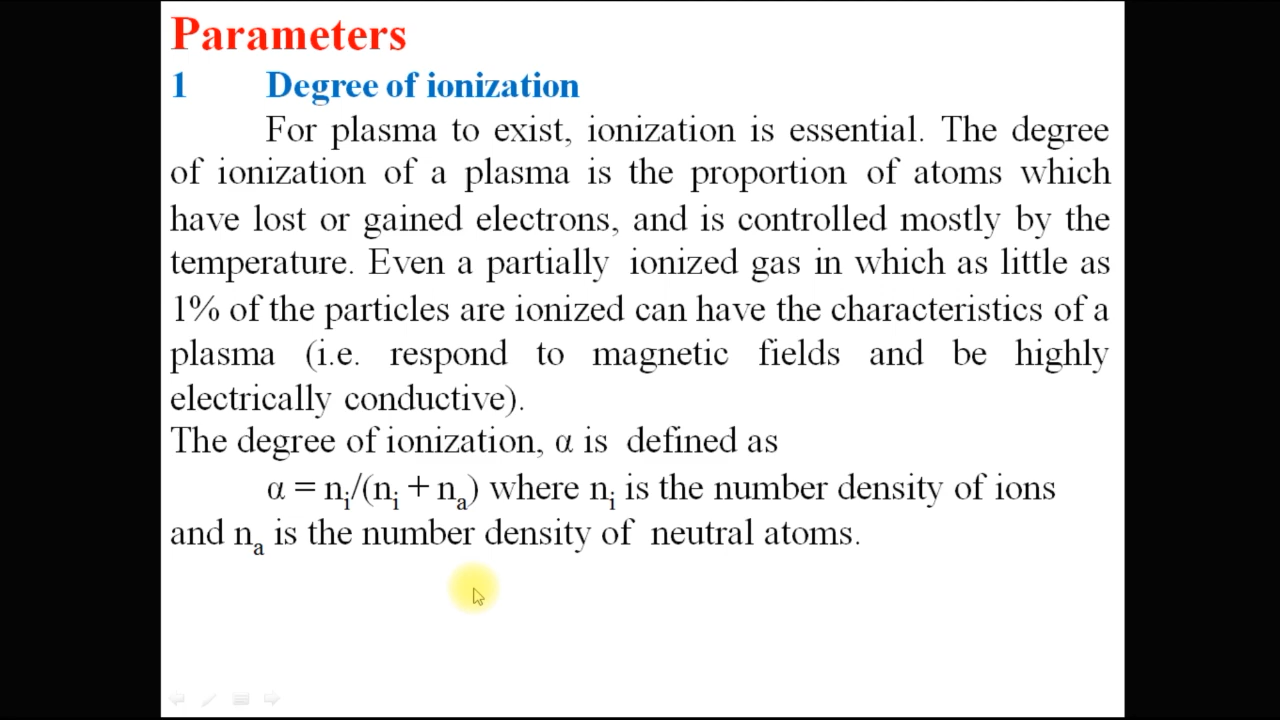 Parameters
1 Degree of ionization
For plasma to exist, ionization is essential. The degree
of ionization of a plasma is the proportion of atoms which
have lost or gained electrons, and is controlled mostly by the
temperature. Even a partially ionized gas in which as little as
1% of the particles are ionized can have the characteristics of a
plasma (i.e. respond to magnetic fields and be highly
electrically conductive).
The degree of ionization, α is defined as
α = nᵢ/(nᵢ + nₐ) where nᵢ is the number density of ions
and nₐ is the number density of neutral atoms.